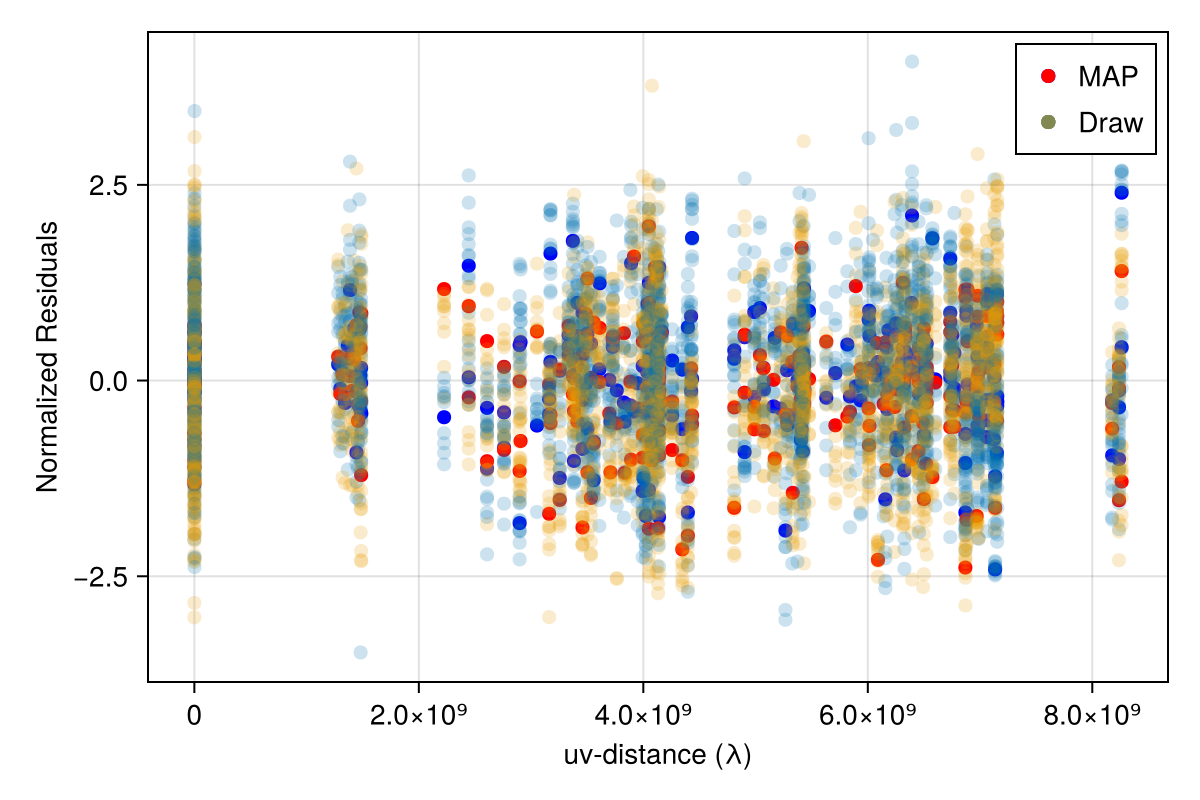 MAP
Draw
2.5
0.0
−2.5
Normalized Residuals
0
2.0×10⁹
4.0×10⁹
6.0×10⁹
8.0×10⁹
uv-distance (λ)